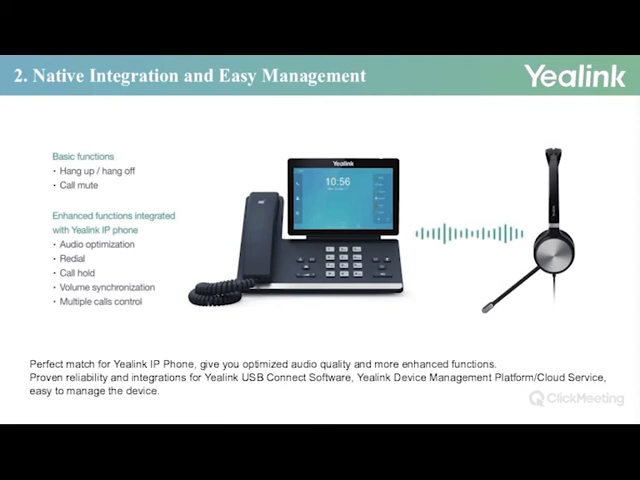 2. Native Integration and Easy Management
Yealink
Basic functions
· Hang up / hang off
· Call mute
Enhanced functions integrated
with Yealink IP phone
· Audio optimization
· Redial
· Call hold
· Volume synchronization
· Multiple calls control
Yealink
10:56
Perfect match for Yealink IP Phone, give you optimized audio quality and more enhanced functions.
Proven reliability and integrations for Yealink USB Connect Software, Yealink Device Management Platform/Cloud Service,
easy to manage the device.
ClickMeeting